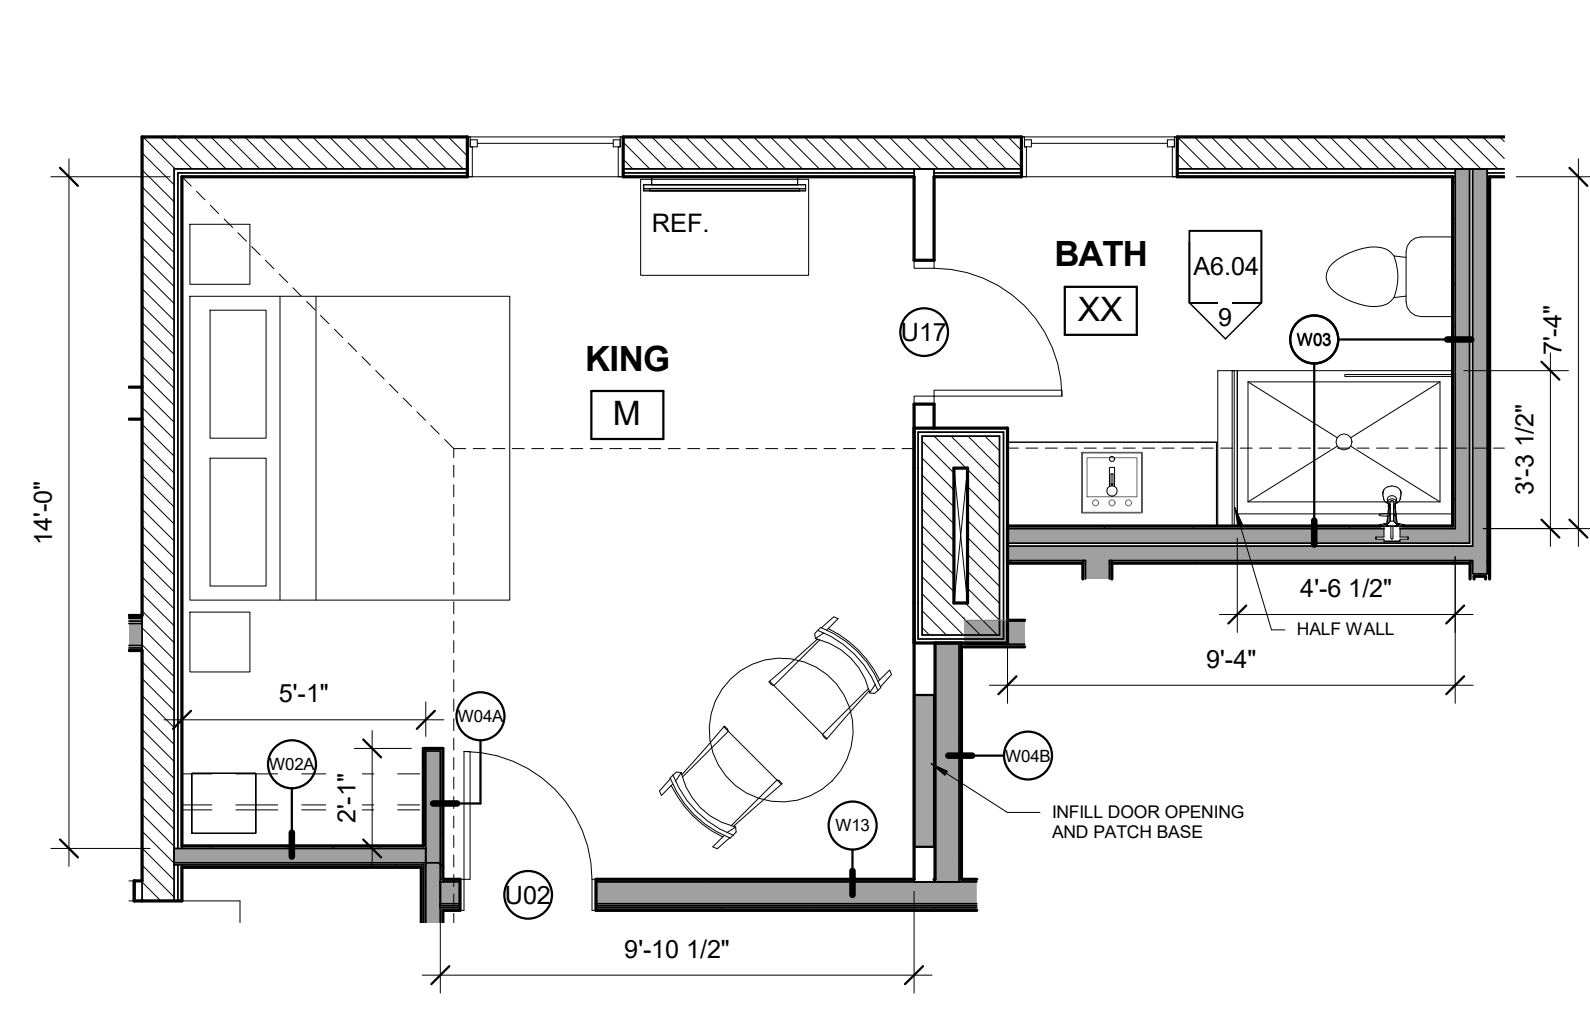 REF.
BATH
A6.04
9
XX
U17
W03
7'-4"
KING
M
3'-3 1/2"
14'-0"
4'-6 1/2"
HALF WALL
9'-4"
5'-1"
W04A
W02A
2'-1"
W04B
W13
INFILL DOOR OPENING
AND PATCH BASE
U02
9'-10 1/2"